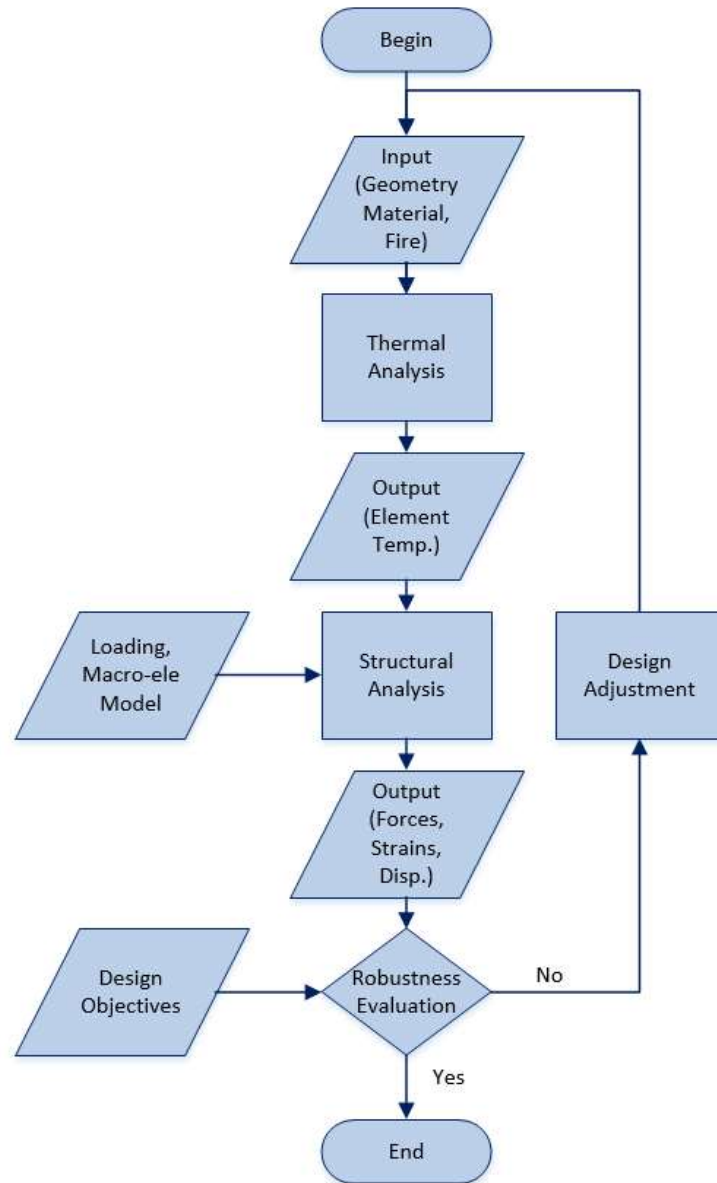 Begin
Input
(Geometry
Material,
Fire)
Thermal
Analysis
Output
(Element
Temp.)
Loading,
Macro-ele
Model
Structural
Analysis
Design
Adjustment
Output
(Forces,
Strains,
Disp.)
Design
Objectives
Robustness
Evaluation
No
Yes
End